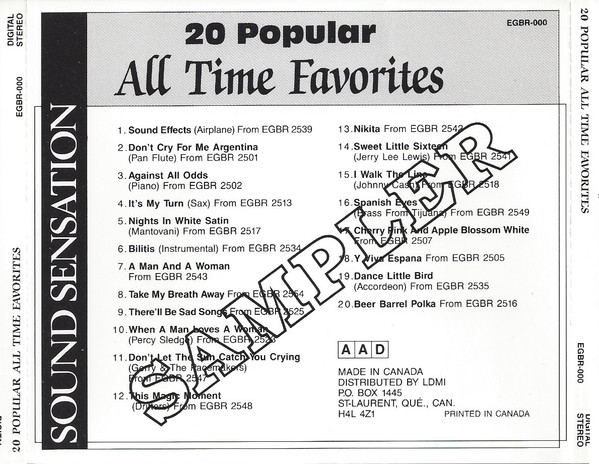 20 Popular
All Time Favorites
EGBR-000
SOUND SENSATION
1. Sound Effects (Airplane) From EGBR 2539
2. Don't Cry For Me Argentina
(Pan Flute) From EGBR 2501
3. Against All Odds
(Piano) From EGBR 2502
4. It's My Turn (Sax) From EGBR 2513
5. Nights In White Satin
(Mantovani) From EGBR 2517
6. Bilitis (Instrumental) From EGBR 2534
7. A Man And A Woman
From EGBR 2543
8. Take My Breath Away From EGBR 2564
9. There'll Be Sad Songs From EGBR 2525
10. When A Man Loves A Woman
(Percy Sledge) From EGBR
11. Don't Let The Sun Catch You Crying
(Gerry & The Pacemakers)
From EGBR 2547
12. This Magic Moment
(Drifters) From EGBR 2548
13. Nikita From EGBR 2542
14. Sweet Little Sixteen
(Jerry Lee Lewis) From EGBR 2541
15. I Walk The Line
(Johnny Cash) From EGBR 2518
16. Spanish Eyes
(Brass From Tijuana) From EGBR 2549
17. Cherry Pink And Apple Blossom White
From EGBR 2507
18. Y Viva Espana From EGBR 2505
19. Dance Little Bird
(Accordeon) From EGBR 2535
20. Beer Barrel Polka From EGBR 2516
SAMPLER
AAD
MADE IN CANADA
DISTRIBUTED BY LDMI
P.O. BOX 1445
ST-LAURENT, QUÉ., CAN.
H4L 4Z1
PRINTED IN CANADA
DIGITAL
STEREO
EGBR-000
20 POPULAR ALL TIME FAVORITES
20 POPULAR ALL TIME FAVORITES
EGBR-000
DIGITAL
STEREO